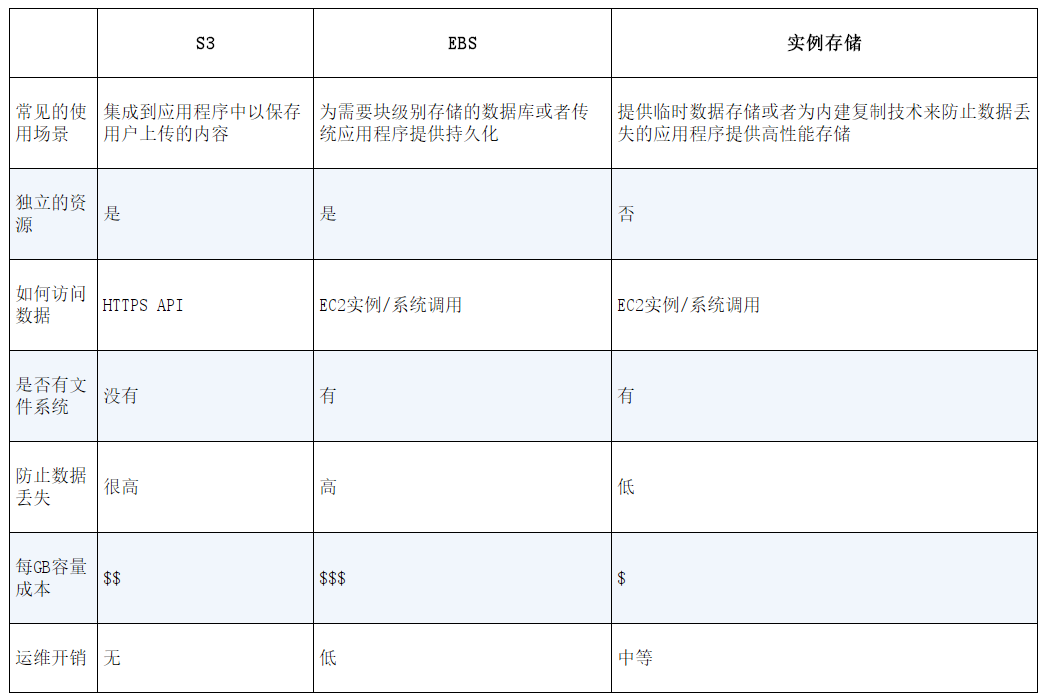 S3
EBS
实例存储
常见的使
用场景
集成到应用程序中以保存
用户上传的内容
为需要块级别存储的数据库或者传
统应用程序提供持久化
提供临时数据存储或者为内建复制技术来防止数据丢
失的应用程序提供高性能存储
独立的资
源
是
是
否
如何访问
数据
HTTPS API
EC2实例/系统调用
EC2实例/系统调用
是否有文
件系统
没有
有
有
防止数据
丢失
很高
高
低
每GB容量
成本
$$
$$$
$
运维开销
无
低
中等